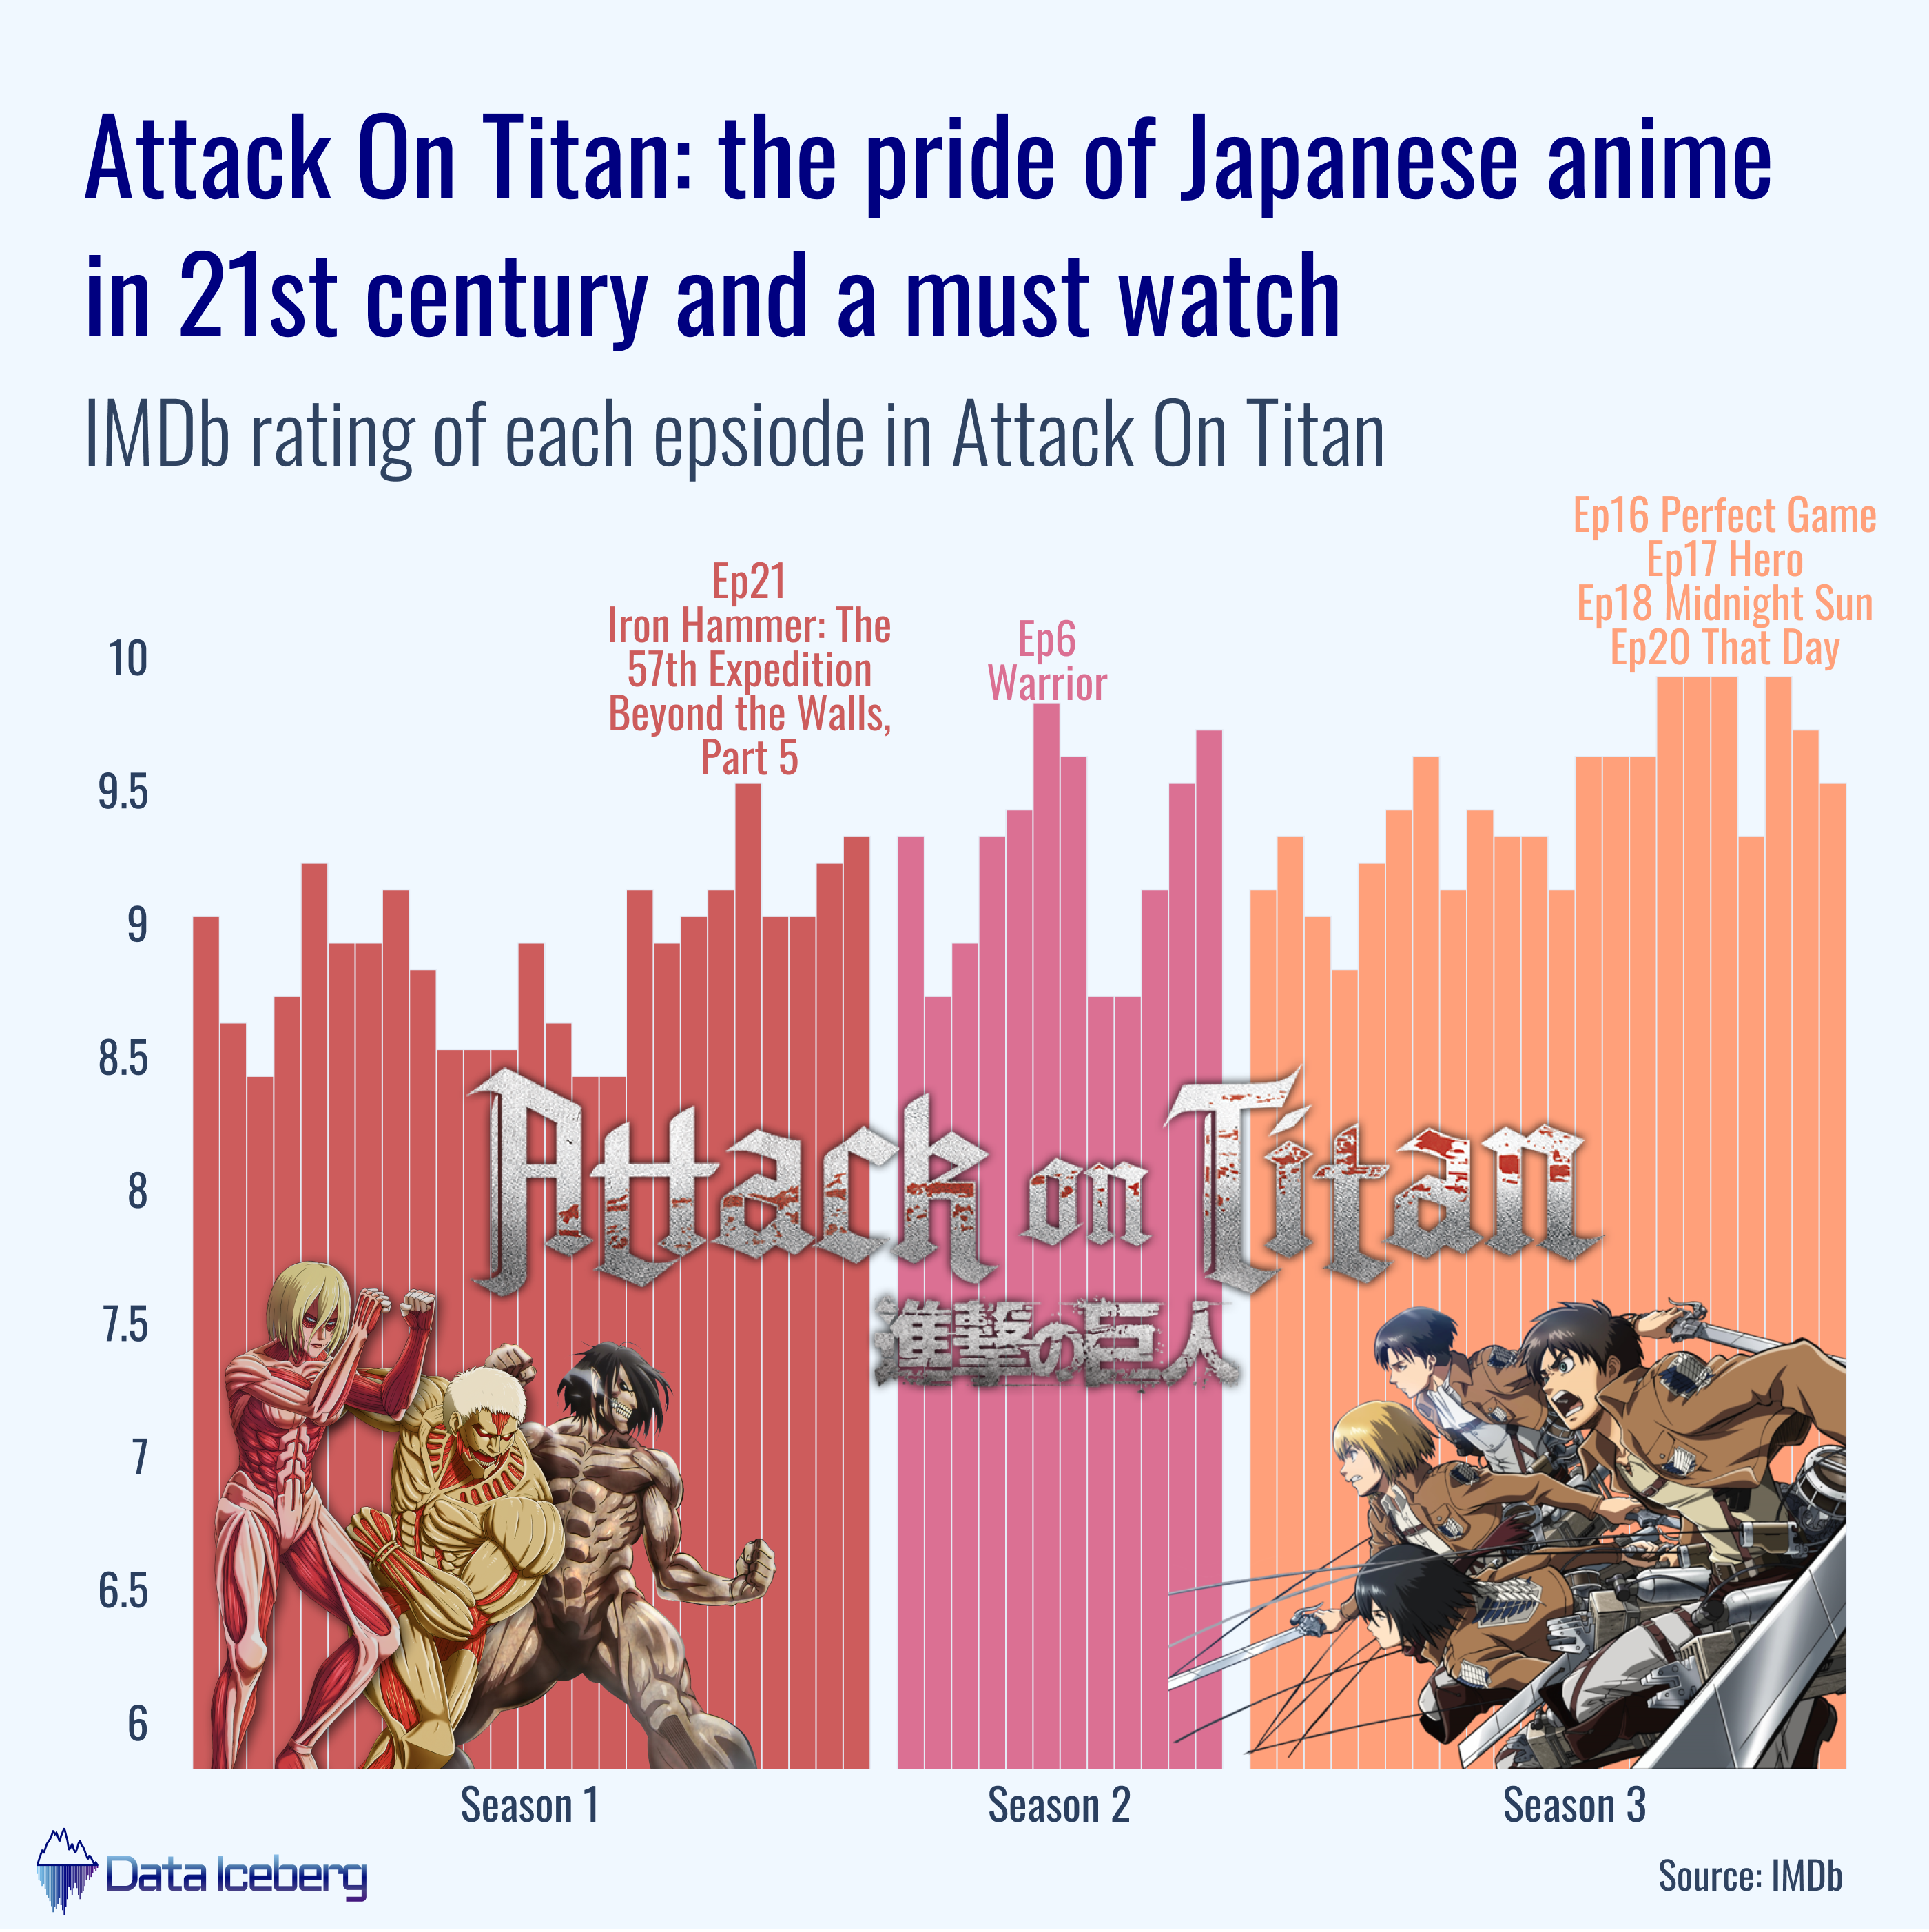 Attack On Titan: the pride of Japanese anime
in 21st century and a must watch
IMDb rating of each epsiode in Attack On Titan
Ep16 Perfect Game
Ep17 Hero
Ep18 Midnight Sun
Ep20 That Day
Ep21
Iron Hammer: The
57th Expedition
Beyond the Walls,
Part 5
Ep6
Warrior
10
9.5
9
8.5
8
7.5
7
6.5
6
Attack on Titan
進撃の巨人
Season 1
Season 2
Season 3
Data Iceberg
Source: IMDb